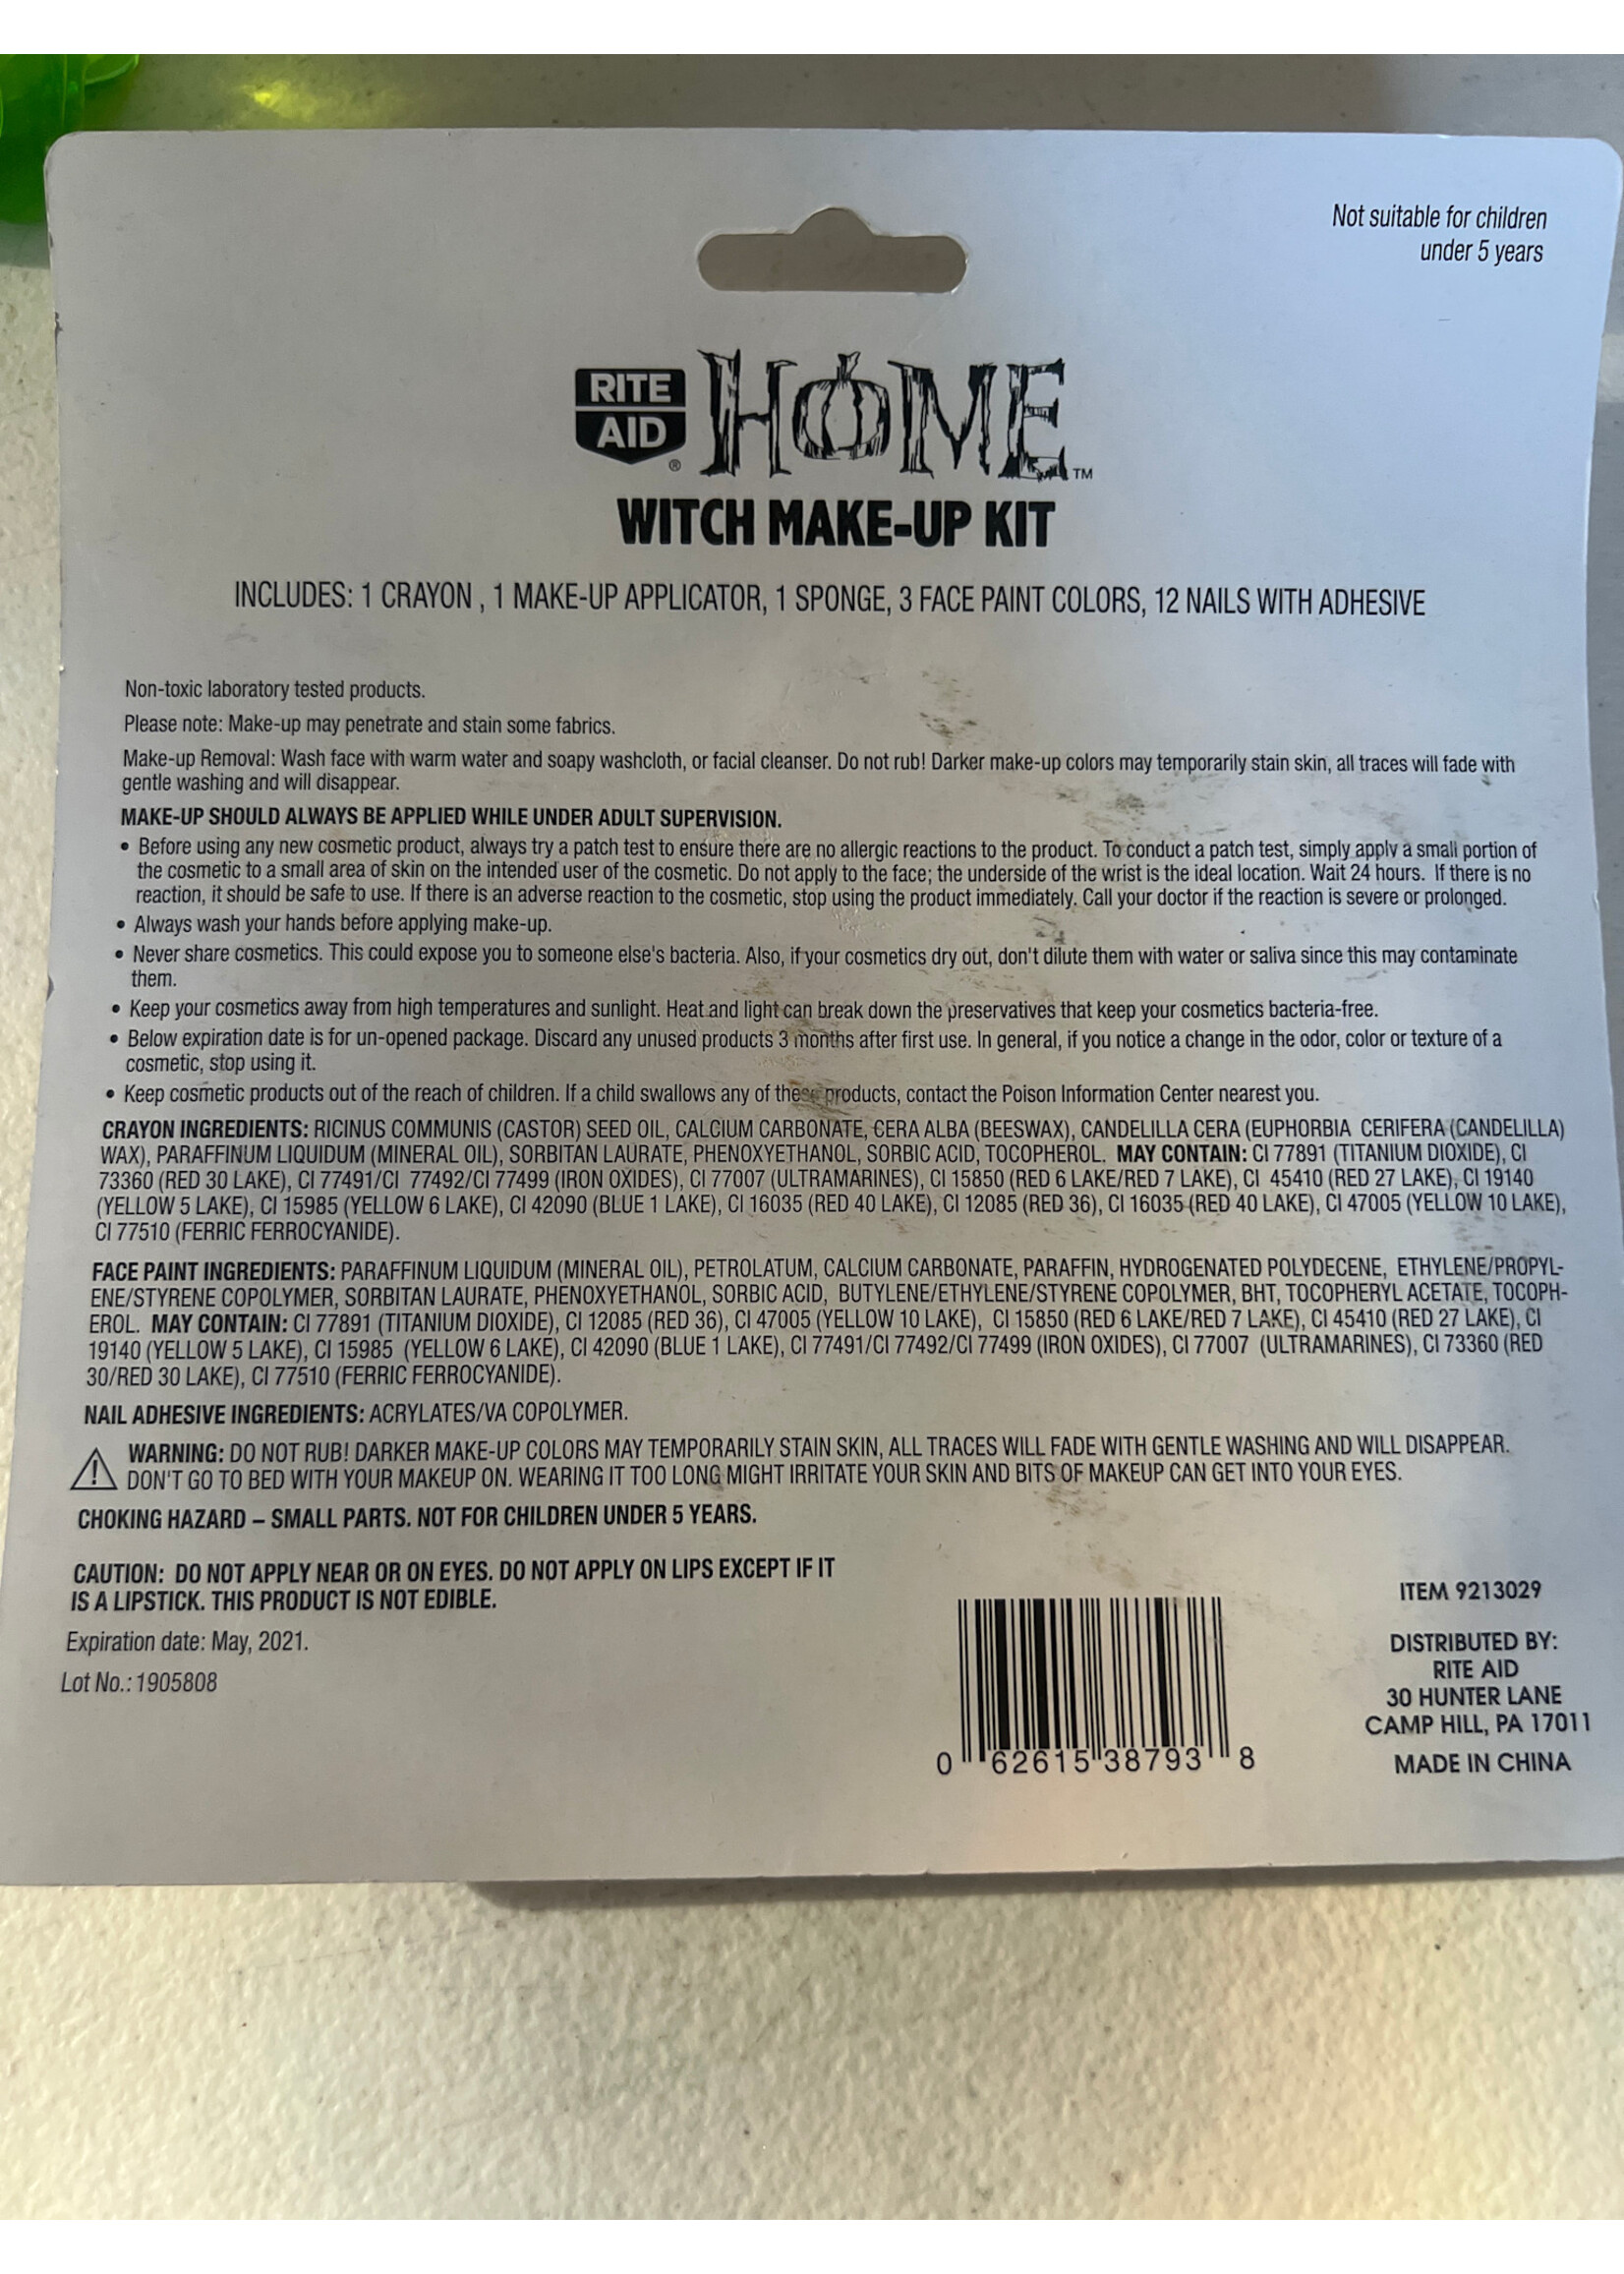 Not suitable for children
under 5 years
RITE
AID
®
HOME
TM
WITCH MAKE-UP KIT
INCLUDES: 1 CRAYON , 1 MAKE-UP APPLICATOR, 1 SPONGE, 3 FACE PAINT COLORS, 12 NAILS WITH ADHESIVE
Non-toxic laboratory tested products.
Please note: Make-up may penetrate and stain some fabrics.
Make-up Removal: Wash face with warm water and soapy washcloth, or facial cleanser. Do not rub! Darker make-up colors may temporarily stain skin, all traces will fade with
gentle washing and will disappear.
MAKE-UP SHOULD ALWAYS BE APPLIED WHILE UNDER ADULT SUPERVISION.
• Before using any new cosmetic product, always try a patch test to ensure there are no allergic reactions to the product. To conduct a patch test, simply apply a small portion of
the cosmetic to a small area of skin on the intended user of the cosmetic. Do not apply to the face; the underside of the wrist is the ideal location. Wait 24 hours. If there is no
reaction, it should be safe to use. If there is an adverse reaction to the cosmetic, stop using the product immediately. Call your doctor if the reaction is severe or prolonged.
• Always wash your hands before applying make-up.
• Never share cosmetics. This could expose you to someone else's bacteria. Also, if your cosmetics dry out, don't dilute them with water or saliva since this may contaminate
them.
• Keep your cosmetics away from high temperatures and sunlight. Heat and light can break down the preservatives that keep your cosmetics bacteria-free.
• Below expiration date is for un-opened package. Discard any unused products 3 months after first use. In general, if you notice a change in the odor, color or texture of a
cosmetic, stop using it.
• Keep cosmetic products out of the reach of children. If a child swallows any of these products, contact the Poison Information Center nearest you.
CRAYON INGREDIENTS: RICINUS COMMUNIS (CASTOR) SEED OIL, CALCIUM CARBONATE, CERA ALBA (BEESWAX), CANDELILLA CERA (EUPHORBIA CERIFERA (CANDELILLA)
WAX), PARAFFINUM LIQUIDUM (MINERAL OIL), SORBITAN LAURATE, PHENOXYETHANOL, SORBIC ACID, TOCOPHEROL. MAY CONTAIN: CI 77891 (TITANIUM DIOXIDE), CI
73360 (RED 30 LAKE), CI 77491/CI 77492/CI 77499 (IRON OXIDES), CI 77007 (ULTRAMARINES), CI 15850 (RED 6 LAKE/RED 7 LAKE), CI 45410 (RED 27 LAKE), CI 19140
(YELLOW 5 LAKE), CI 15985 (YELLOW 6 LAKE), CI 42090 (BLUE 1 LAKE), CI 16035 (RED 40 LAKE), CI 12085 (RED 36), CI 16035 (RED 40 LAKE), CI 47005 (YELLOW 10 LAKE),
CI 77510 (FERRIC FERROCYANIDE).
FACE PAINT INGREDIENTS: PARAFFINUM LIQUIDUM (MINERAL OIL), PETROLATUM, CALCIUM CARBONATE, PARAFFIN, HYDROGENATED POLYDECENE, ETHYLENE/PROPYL-
ENE/STYRENE COPOLYMER, SORBITAN LAURATE, PHENOXYETHANOL, SORBIC ACID, BUTYLENE/ETHYLENE/STYRENE COPOLYMER, BHT, TOCOPHERYL ACETATE, TOCOPH-
EROL. MAY CONTAIN: CI 77891 (TITANIUM DIOXIDE), CI 12085 (RED 36), CI 47005 (YELLOW 10 LAKE), CI 15850 (RED 6 LAKE/RED 7 LAKE), CI 45410 (RED 27 LAKE), CI
19140 (YELLOW 5 LAKE), CI 15985 (YELLOW 6 LAKE), CI 42090 (BLUE 1 LAKE), CI 77491/CI 77492/CI 77499 (IRON OXIDES), CI 77007 (ULTRAMARINES), CI 73360 (RED
30/RED 30 LAKE), CI 77510 (FERRIC FERROCYANIDE).
NAIL ADHESIVE INGREDIENTS: ACRYLATES/VA COPOLYMER.
WARNING: DO NOT RUB! DARKER MAKE-UP COLORS MAY TEMPORARILY STAIN SKIN, ALL TRACES WILL FADE WITH GENTLE WASHING AND WILL DISAPPEAR.
DON'T GO TO BED WITH YOUR MAKEUP ON. WEARING IT TOO LONG MIGHT IRRITATE YOUR SKIN AND BITS OF MAKEUP CAN GET INTO YOUR EYES.
CHOKING HAZARD – SMALL PARTS. NOT FOR CHILDREN UNDER 5 YEARS.
CAUTION: DO NOT APPLY NEAR OR ON EYES. DO NOT APPLY ON LIPS EXCEPT IF IT
IS A LIPSTICK. THIS PRODUCT IS NOT EDIBLE.
Expiration date: May, 2021.
Lot No.: 1905808
0 62615 38793 8
ITEM 9213029
DISTRIBUTED BY:
RITE AID
30 HUNTER LANE
CAMP HILL, PA 17011
MADE IN CHINA